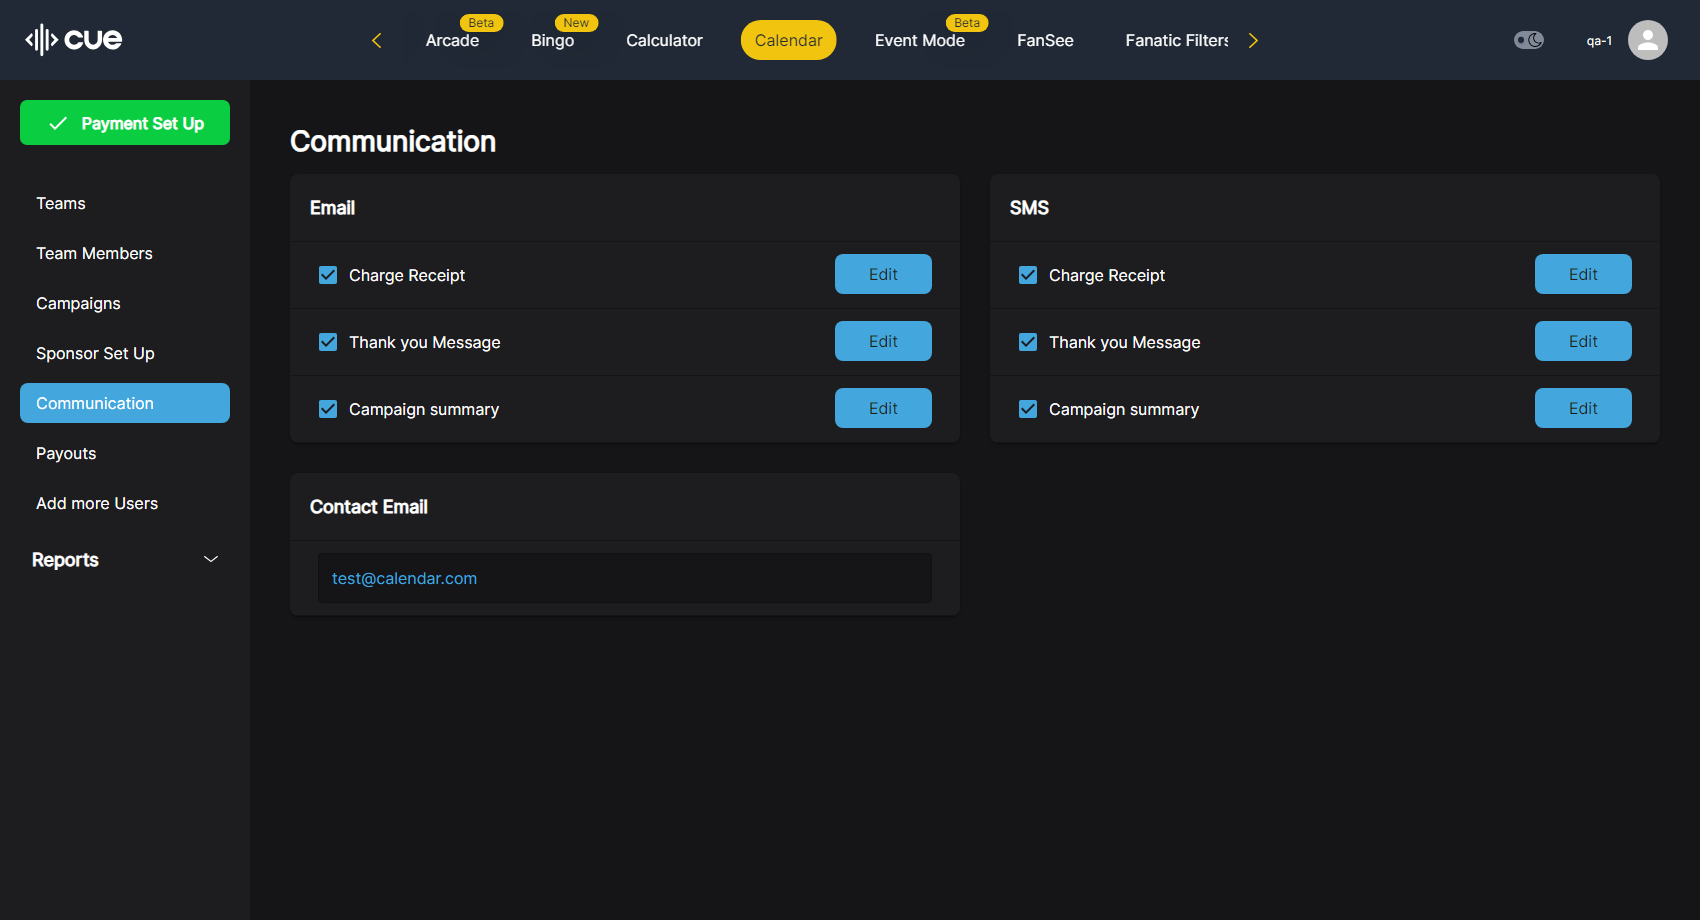 cue
Arcade
Beta
Bingo
New
Calculator
Calendar
Event Mode
Beta
FanSee
Fanatic Filters
qa-1
Payment Set Up
Teams
Team Members
Campaigns
Sponsor Set Up
Communication
Payouts
Add more Users
Reports
Communication
Email
Charge Receipt
Edit
Thank you Message
Edit
Campaign summary
Edit
SMS
Charge Receipt
Edit
Thank you Message
Edit
Campaign summary
Edit
Contact Email
test@calendar.com